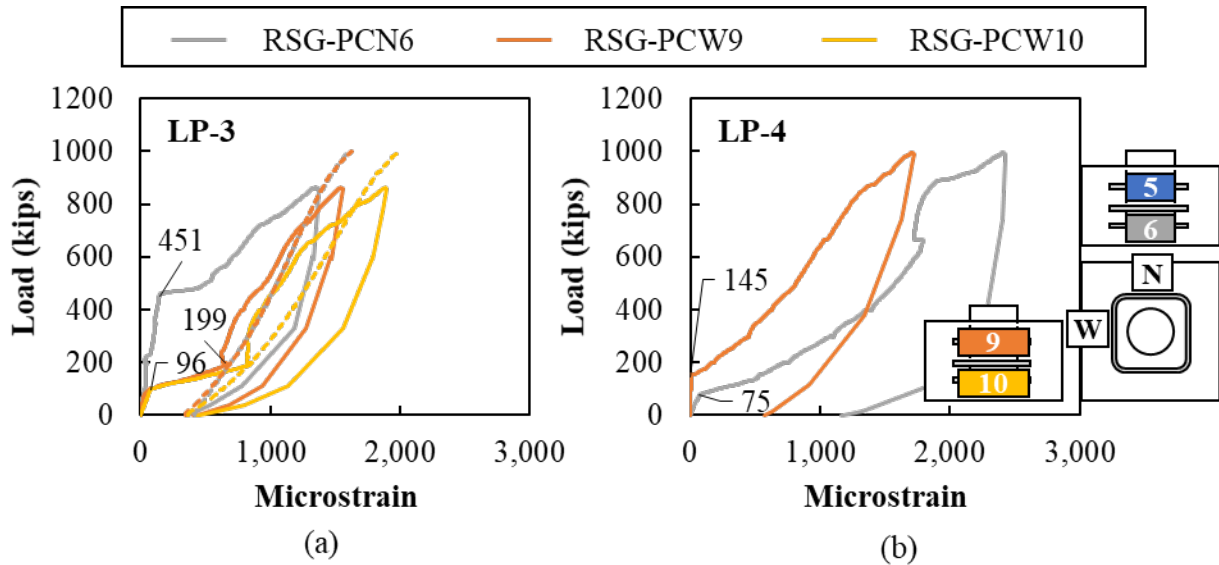 RSG-PCN6 RSG-PCW9 RSG-PCW10
LP-3
Load (kips)
1200
1000
800
600
400
200
0
451
199
96
0 1,000 2,000 3,000
Microstrain
(a)
LP-4
Load (kips)
1200
1000
800
600
400
200
0
145
75
0 1,000 2,000 3,000
Microstrain
(b)
5
6
N
W
9
10